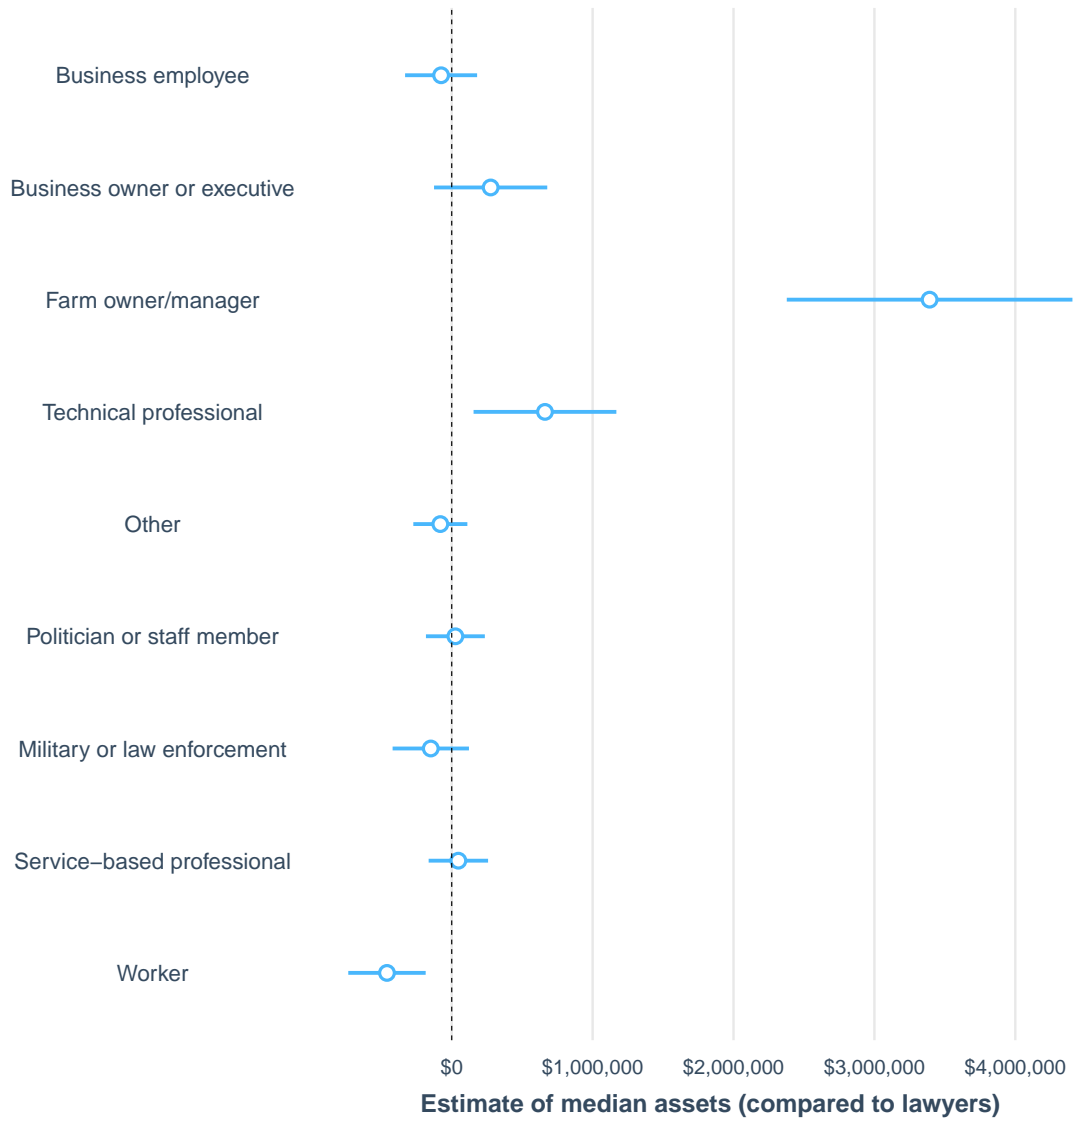 Business employee
Business owner or executive
Farm owner/manager
Technical professional
Other
Politician or staff member
Military or law enforcement
Service−based professional
Worker
$0 $1,000,000 $2,000,000 $3,000,000 $4,000,000
Estimate of median assets (compared to lawyers)